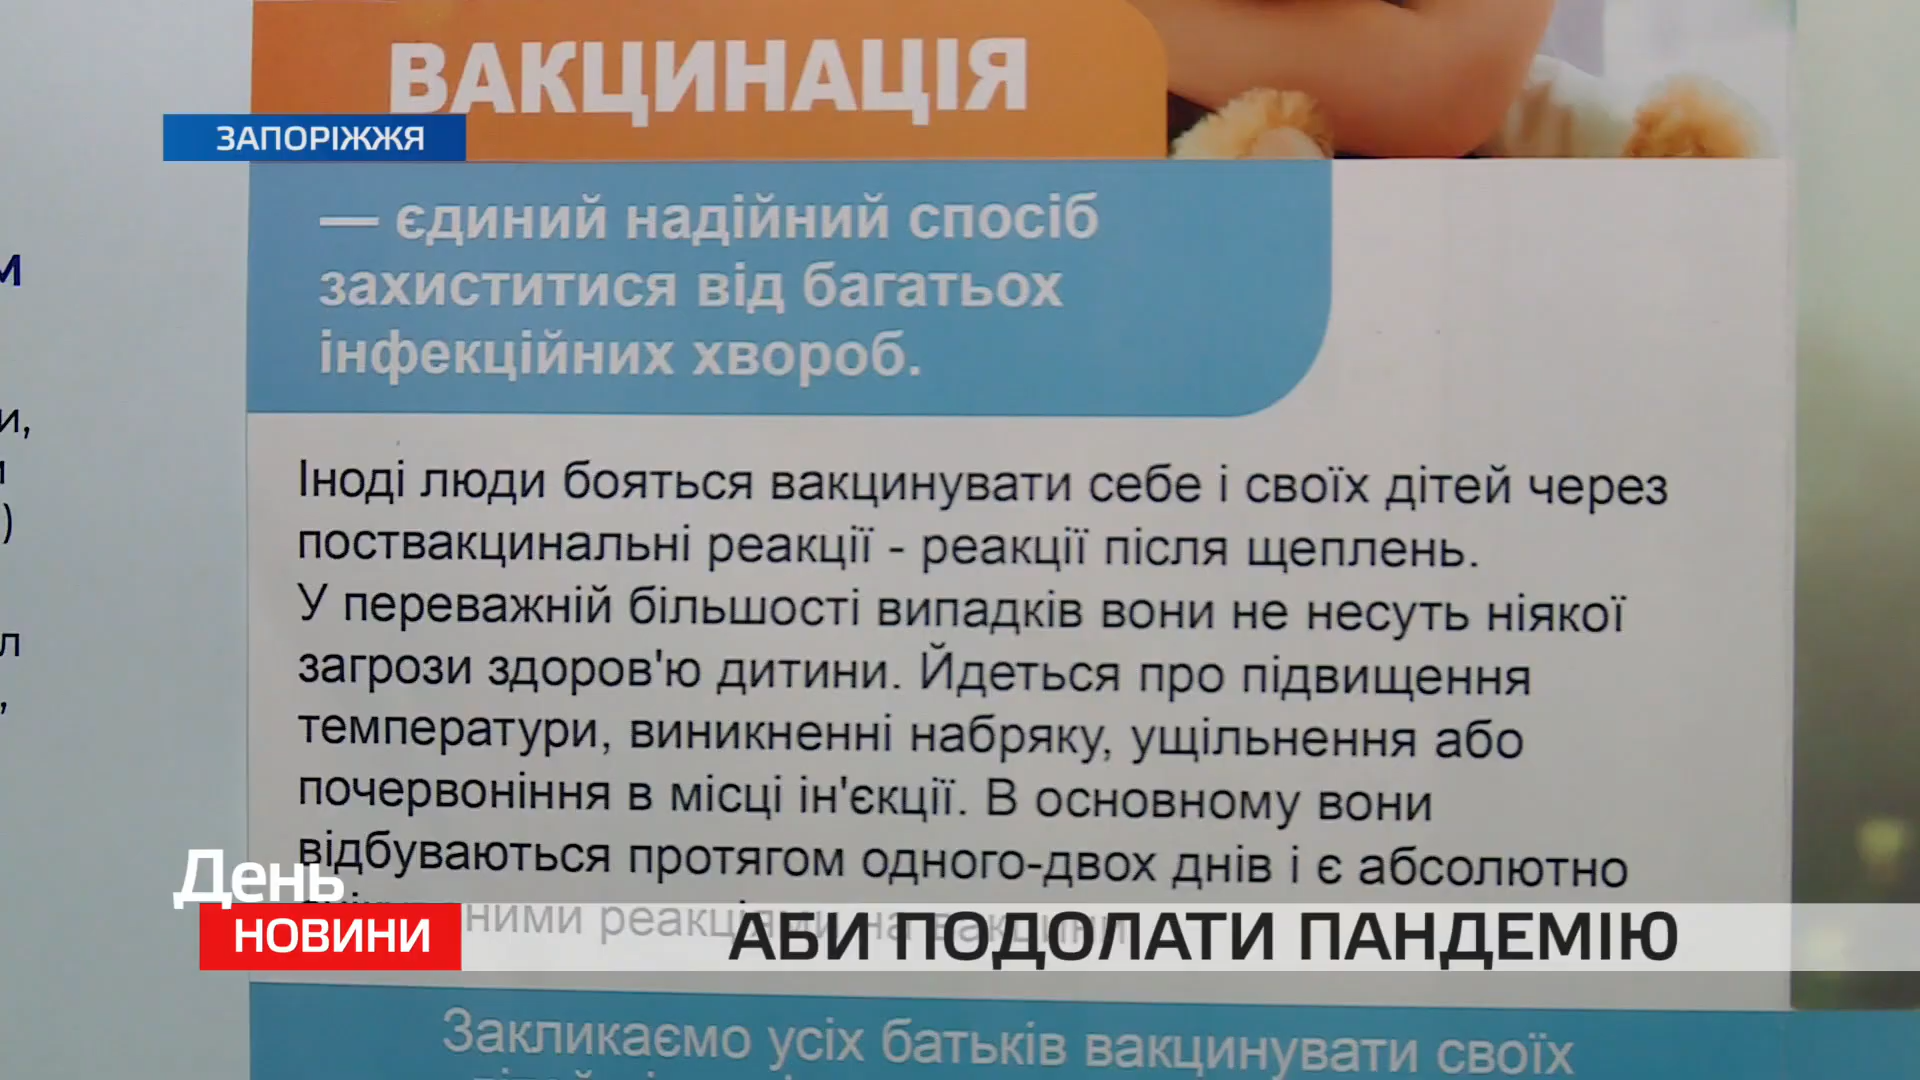 ВАКЦИНАЦІЯ
ЗАПОРІЖЖЯ
— єдиний надійний спосіб
захиститися від багатьох
інфекційних хвороб.
м
и,
)
л
,
Іноді люди бояться вакцинувати себе і своїх дітей через
поствакцинальні реакції - реакції після щеплень.
У переважній більшості випадків вони не несуть ніякої
загрози здоров'ю дитини. Йдеться про підвищення
температури, виникненні набряку, ущільнення або
почервоніння в місці ін'єкції. В основному вони
відбуваються протягом одного-двох днів і є абсолютно
реакціями на вакцини
День
НОВИНИ
АБИ ПОДОЛАТИ ПАНДЕМІЮ
Закликаємо усіх батьків вакцинувати своїх